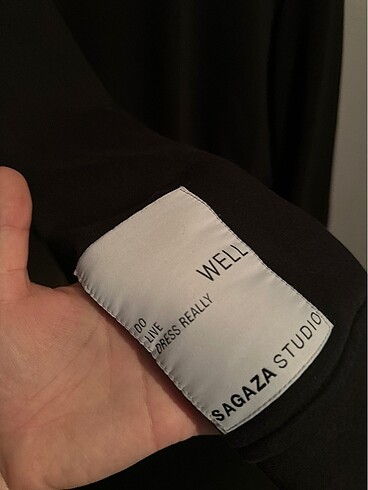 DO
LIVE
DRESS REALLY
WELL
SAGAZA STUDIO